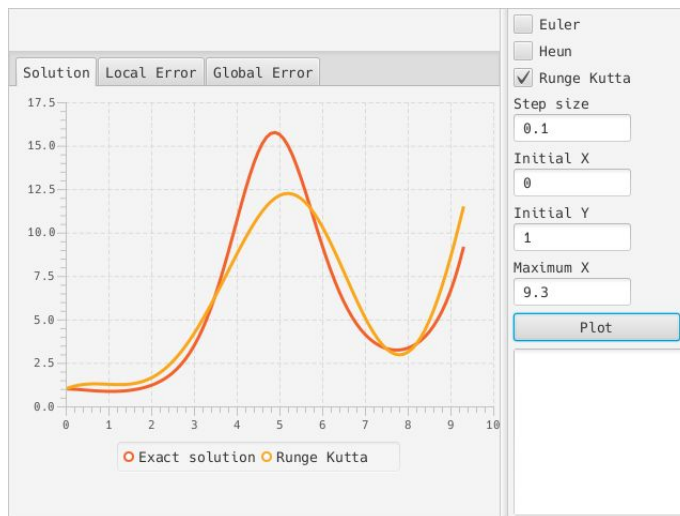 Solution Local Error Global Error
17.5
15.0
12.5
10.0
7.5
5.0
2.5
0.0
0 1 2 3 4 5 6 7 8 9 10
Exact solution Runge Kutta
Euler
Heun
Runge Kutta
Step size
0.1
Initial X
0
Initial Y
1
Maximum X
9.3
Plot